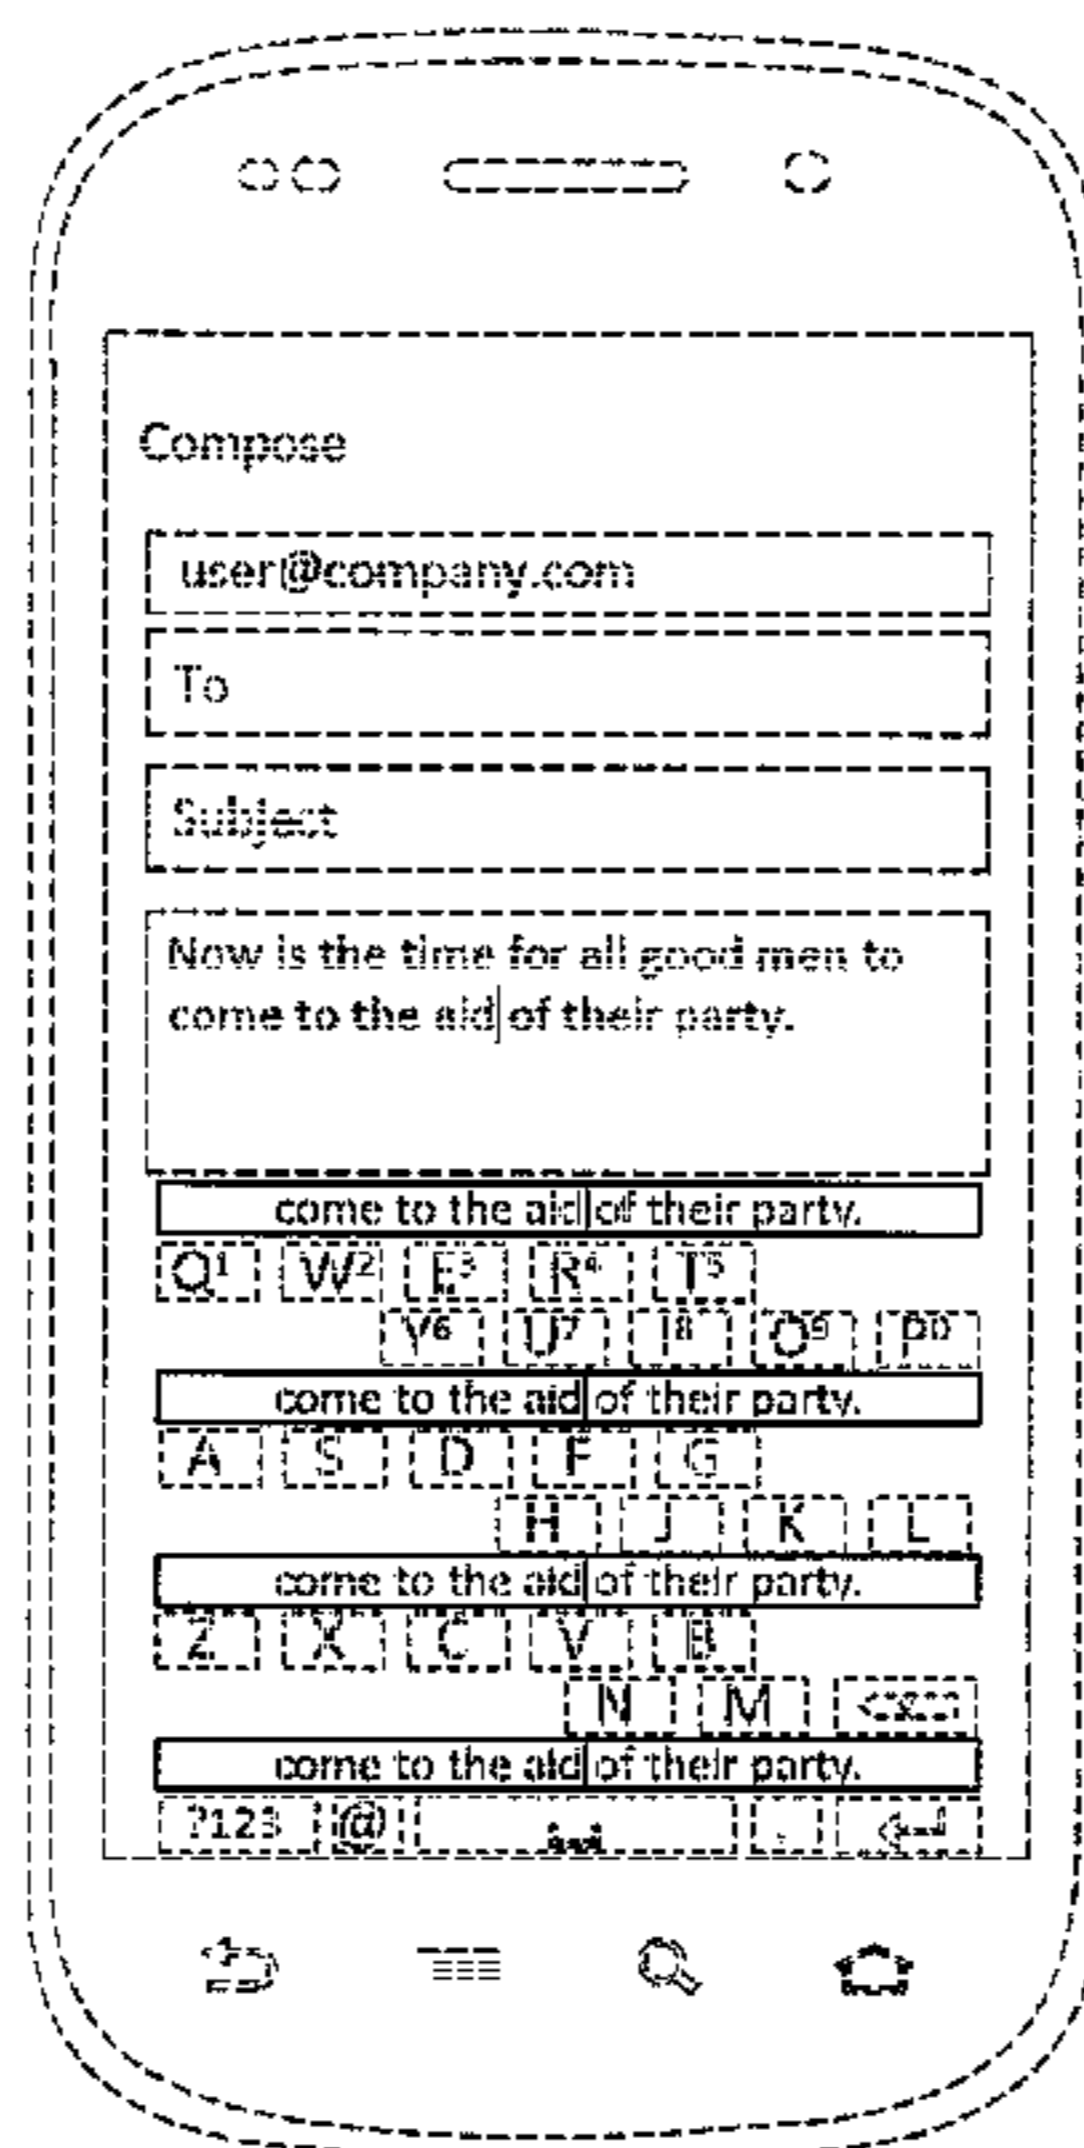 Compose
user@company.com
To
Subject
Now is the time for all good men to
come to the aid of their party.
come to the aid of their party.
Q1 W2 E3 R4 T5
Y6 U7 I8 O9 P0
come to the aid of their party.
A S D F G
H J K L
come to the aid of their party.
Z X C V B
N M
come to the aid of their party.
?123 @ .